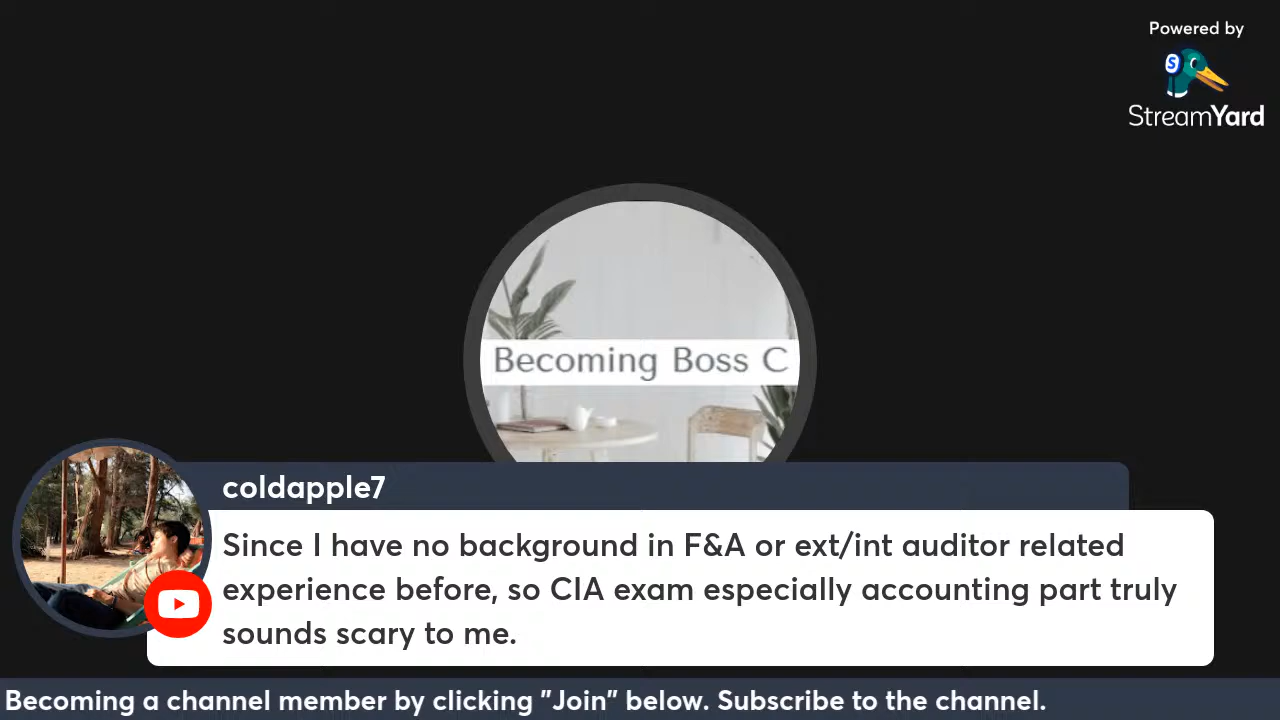 Powered by
S
StreamYard
Becoming Boss C
coldapple7
Since I have no background in F&A or ext/int auditor related
experience before, so CIA exam especially accounting part truly
sounds scary to me.
Becoming a channel member by clicking "Join" below. Subscribe to the channel.